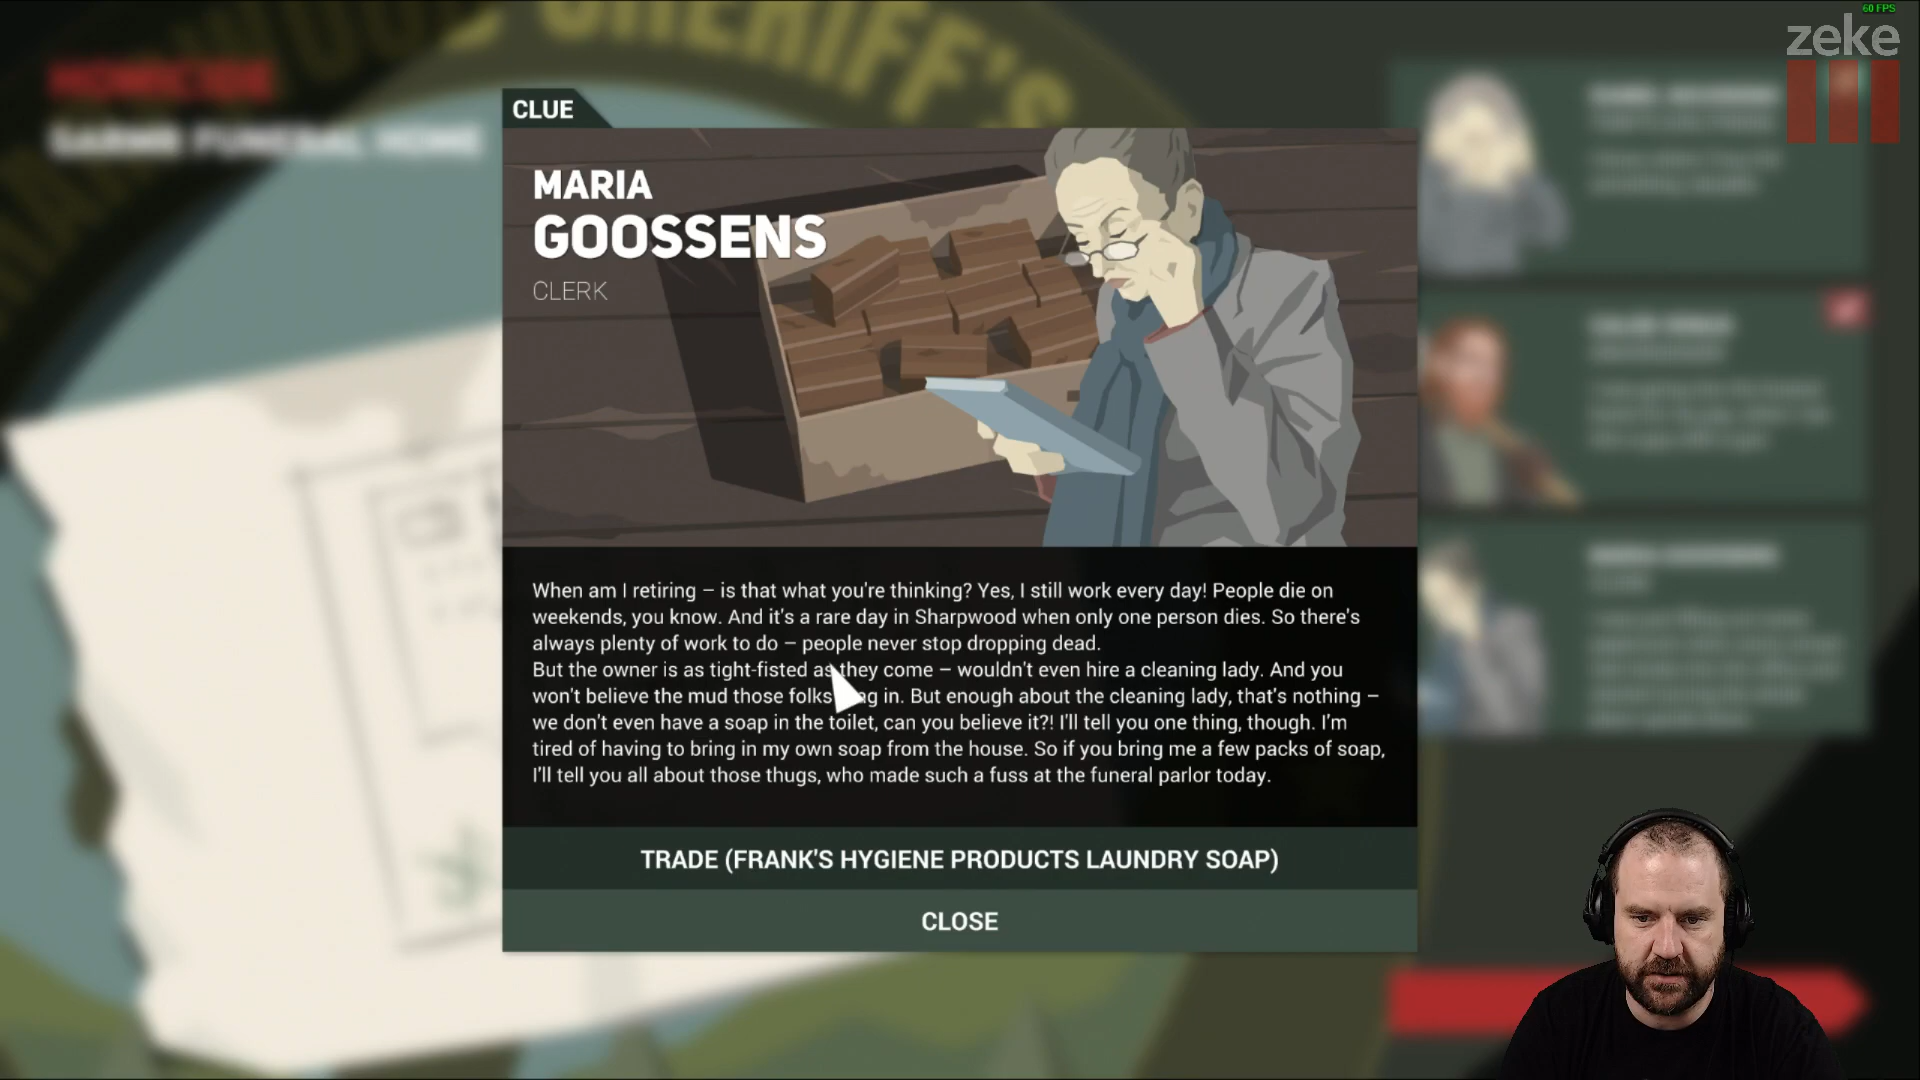 60 FPS
zeke
HOMICIDE
GARMR FUNERAL HOME
CLUE
MARIA
GOOSSENS
CLERK
When am I retiring – is that what you're thinking? Yes, I still work every day! People die on
weekends, you know. And it's a rare day in Sharpwood when only one person dies. So there's
always plenty of work to do – people never stop dropping dead.
But the owner is as tight-fisted as they come – wouldn't even hire a cleaning lady. And you
won't believe the mud those folks in. But enough about the cleaning lady, that's nothing –
we don't even have a soap in the toilet, can you believe it?! I'll tell you one thing, though. I'm
tired of having to bring in my own soap from the house. So if you bring me a few packs of soap,
I'll tell you all about those thugs, who made such a fuss at the funeral parlor today.
TRADE (FRANK'S HYGIENE PRODUCTS LAUNDRY SOAP)
CLOSE
SHERIFF'S
MARIA GOOSSENS